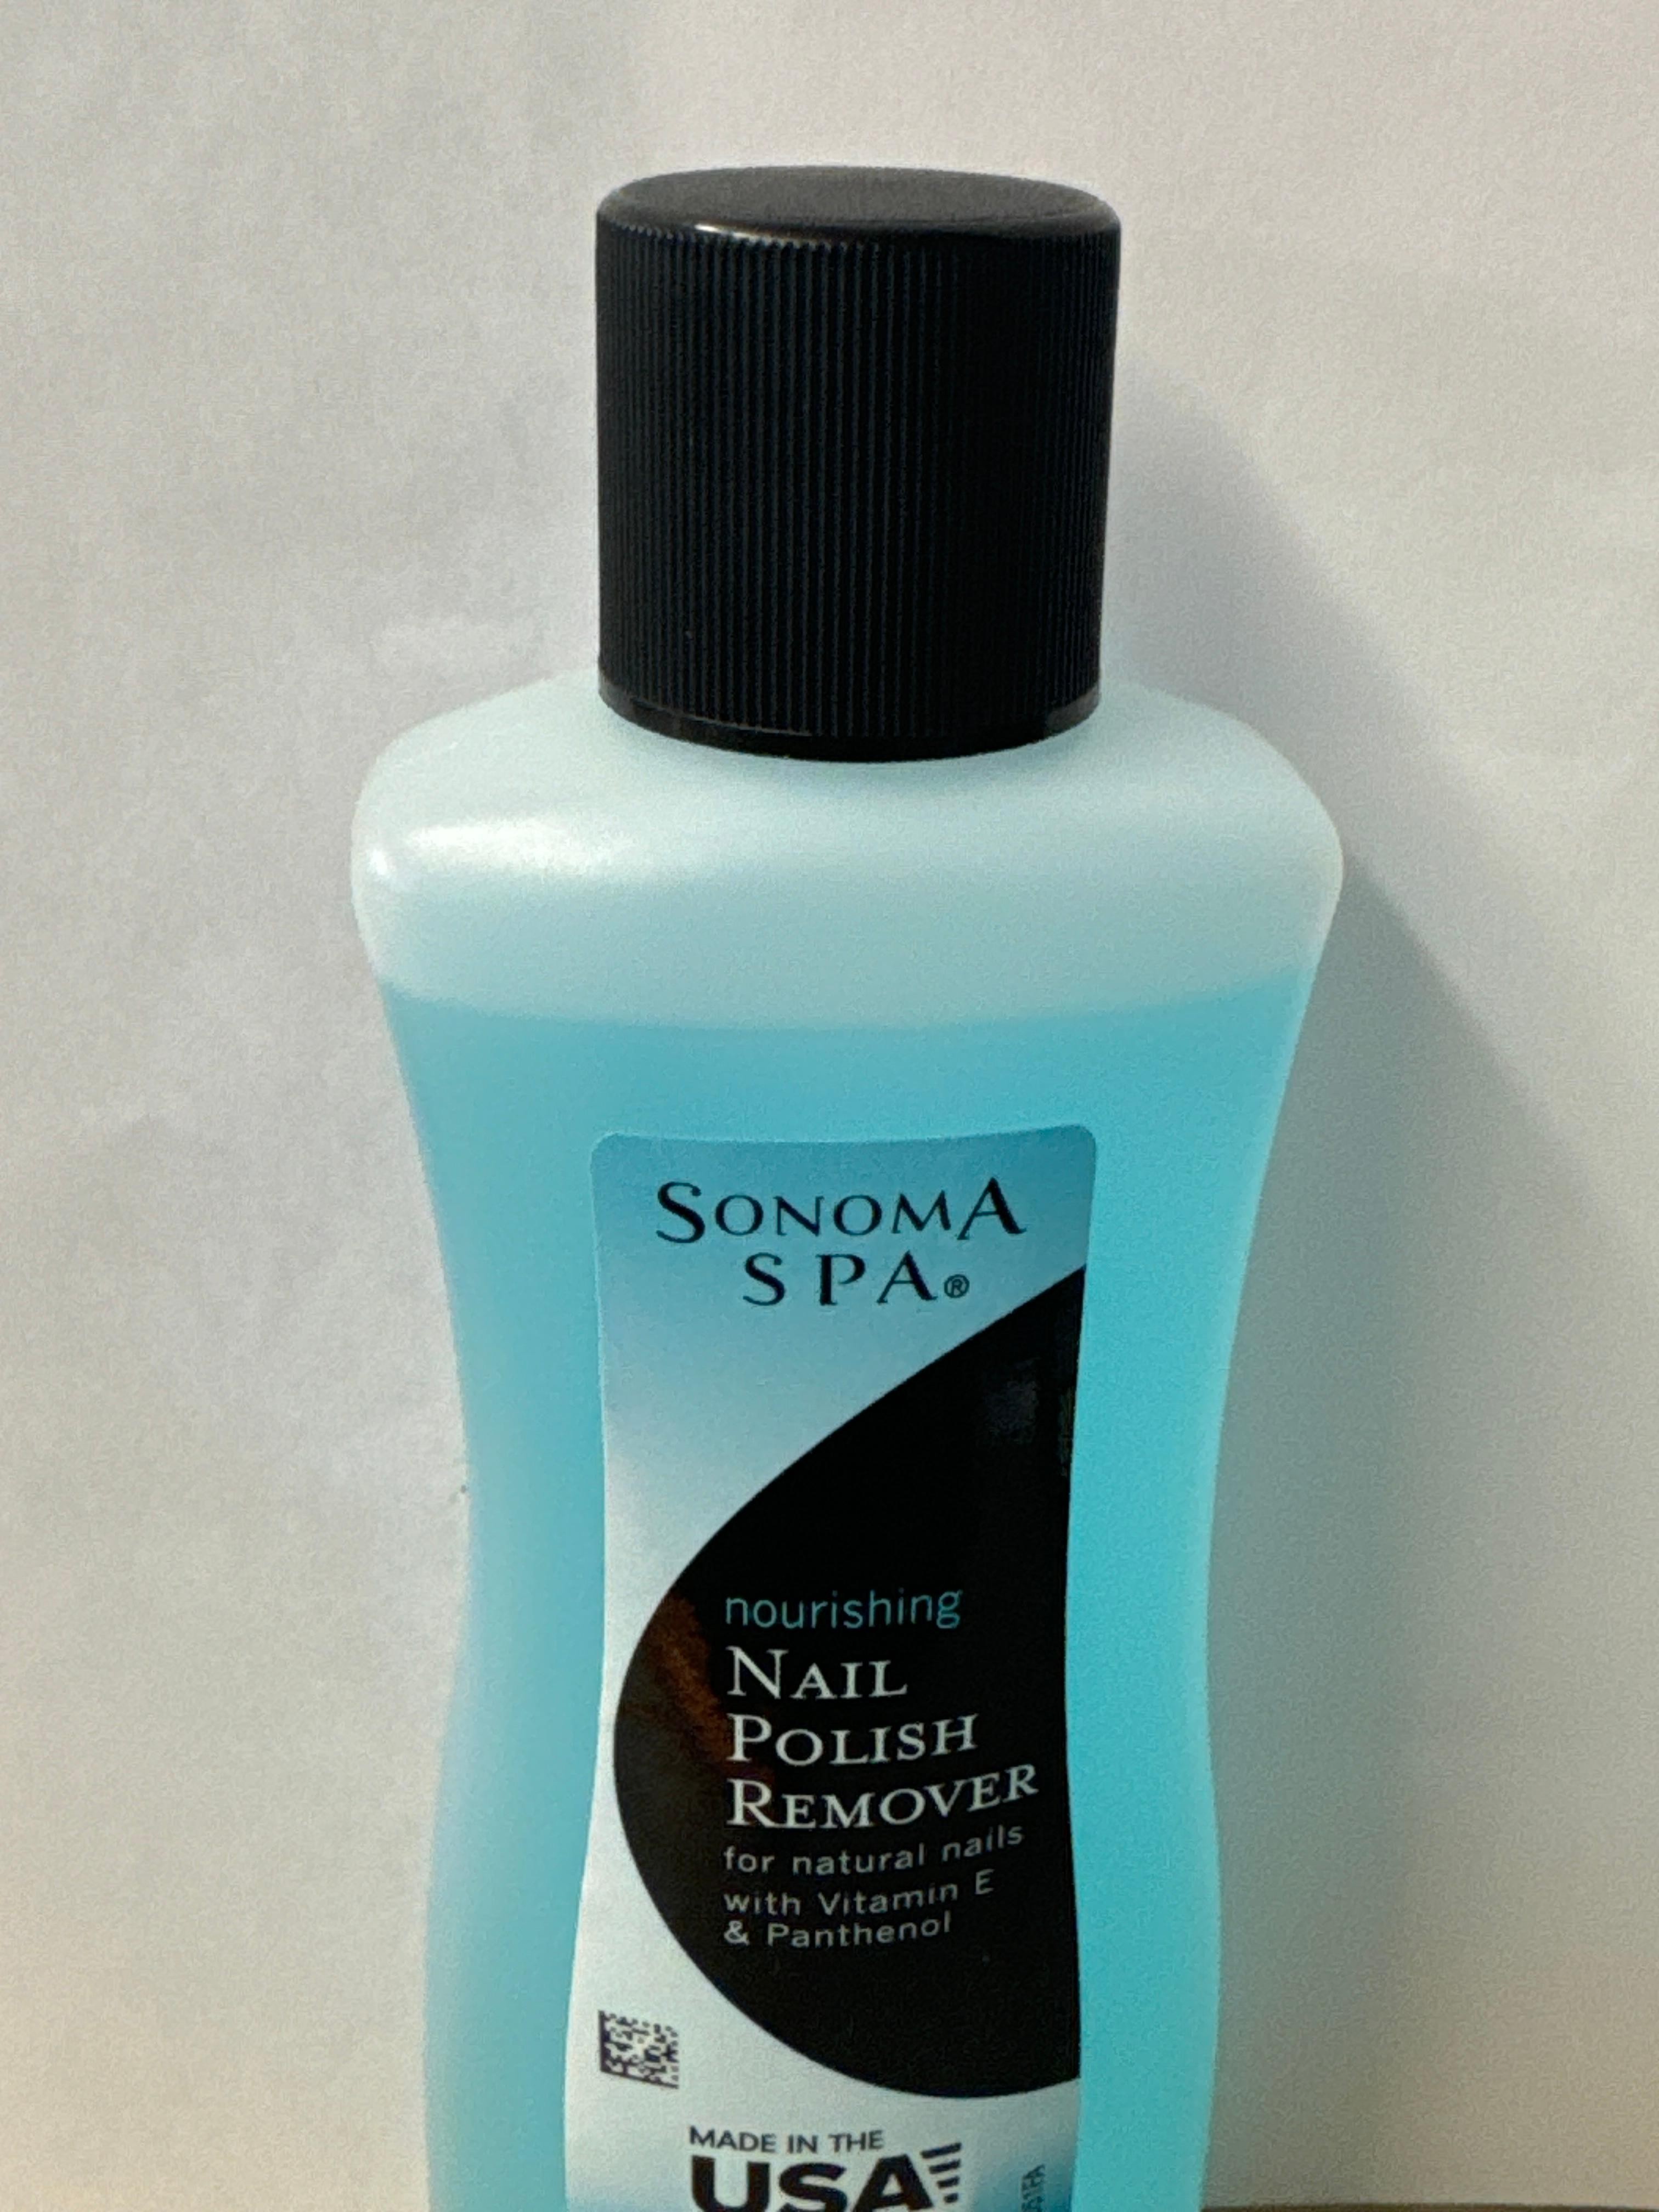 SONOMA
SPA®
nourishing
NAIL
POLISH
REMOVER
for natural nails
with Vitamin E
& Panthenol
MADE IN THE
USA